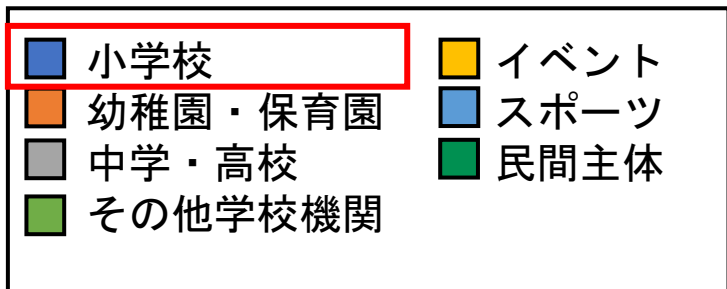 小学校
幼稚園・保育園
中学・高校
その他学校機関
イベント
スポーツ
民間主体